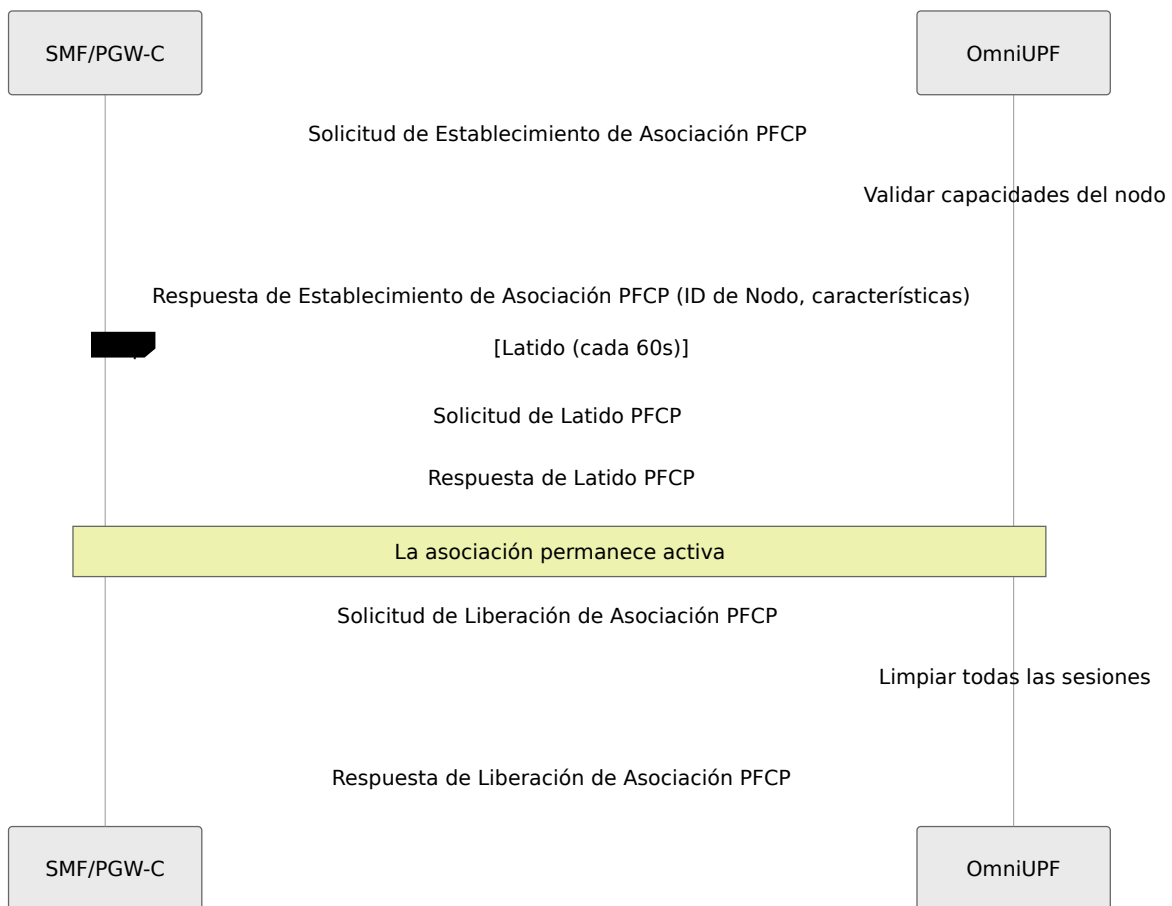 SMF/PGW-C
OmniUPF
Solicitud de Establecimiento de Asociación PFCP
Validar capacidades del nodo
Respuesta de Establecimiento de Asociación PFCP (ID de Nodo, características)
[Latido (cada 60s)]
Solicitud de Latido PFCP
Respuesta de Latido PFCP
La asociación permanece activa
Solicitud de Liberación de Asociación PFCP
Limpiar todas las sesiones
Respuesta de Liberación de Asociación PFCP
SMF/PGW-C
OmniUPF